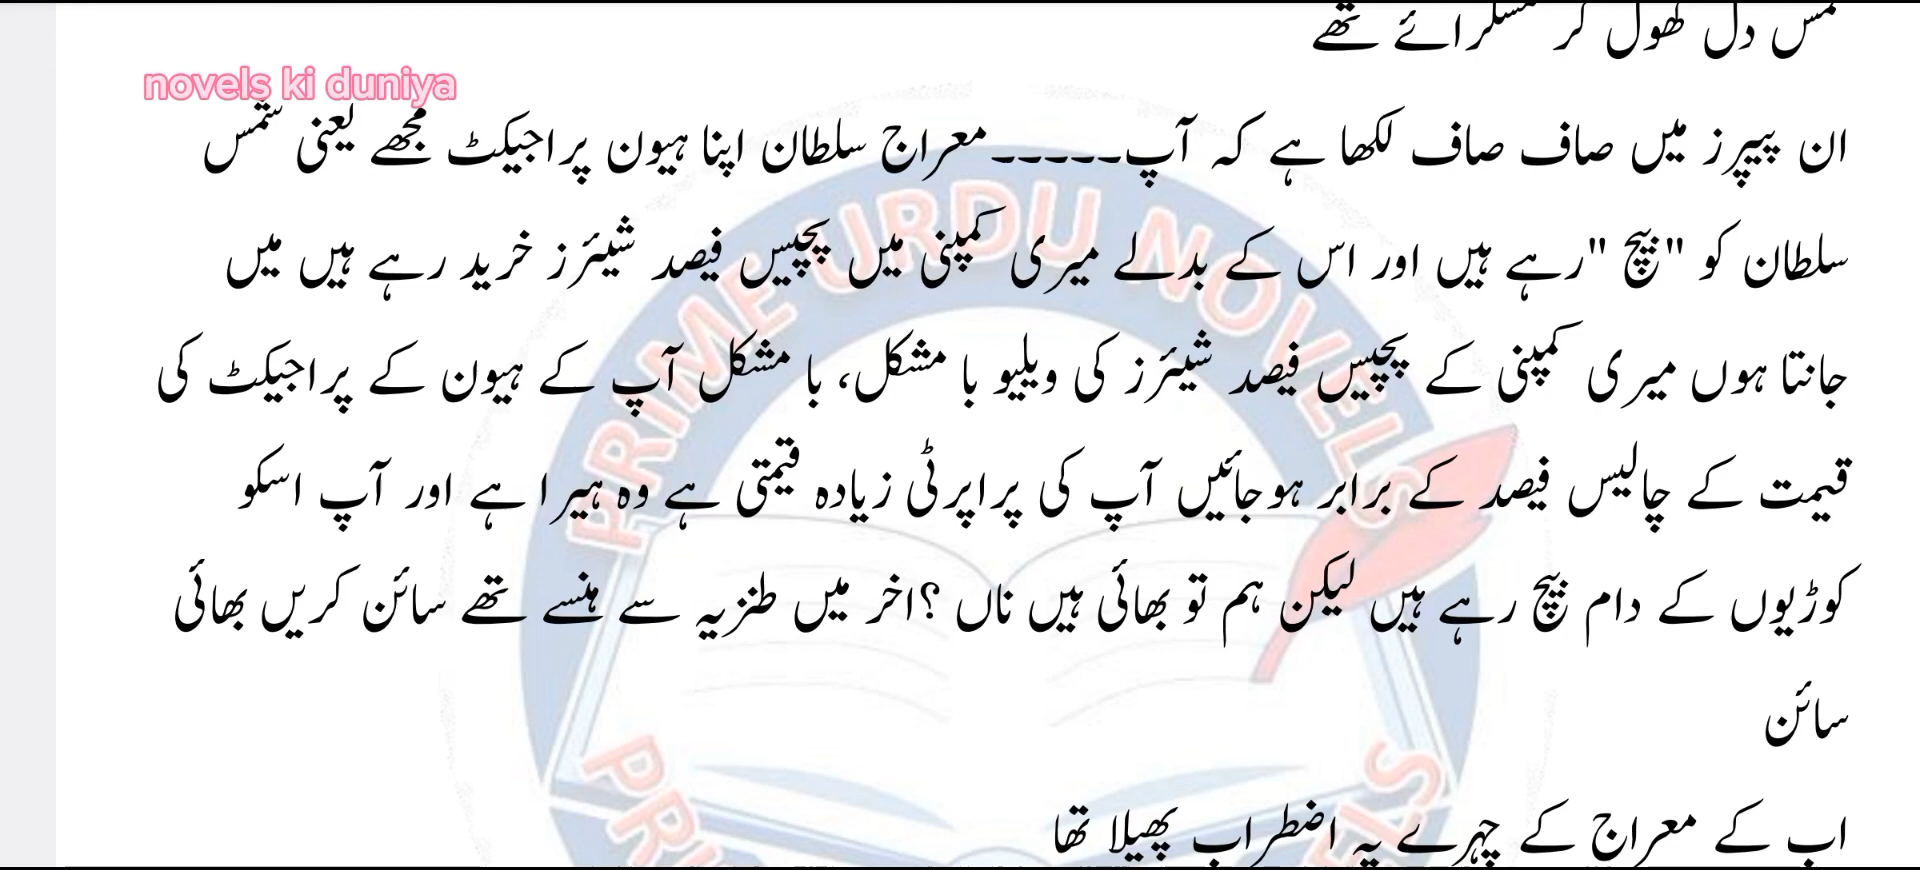 شمس دل کھول کر مسکرائے تھے
novels ki duniya
ان پیپرز میں صاف صاف لکھا ہے کہ آپ۔۔۔۔۔۔معراج سلطان اپنا ہیون پراجیکٹ مجھے یعنی شمس
سلطان کو "بیچ "رہے ہیں اور اس کے بدلے میری کمپنی میں پچیس فیصد شیئرز خرید رہے ہیں میں
جانتا ہوں میری کمپنی کے پچیس فیصد شیئرز کی ویلیو با مشکل، با مشکل آپ کے ہیون کے پراجیکٹ کی
قیمت کے چالیس فیصد کے برابر ہوجائیں آپ کی پراپرٹی زیادہ قیمتی ہے وہ ہیرا ہے اور آپ اسکو
کوڑیوں کے دام بیچ رہے ہیں لیکن ہم تو بھائی ہیں ناں ؟اخر میں طنزیہ سے ہنسے تھے سائن کریں بھائی
سائن
اب کے معراج کے چہرے پہ اضطراب پھیلا تھا
PRIME URDU NOVELS